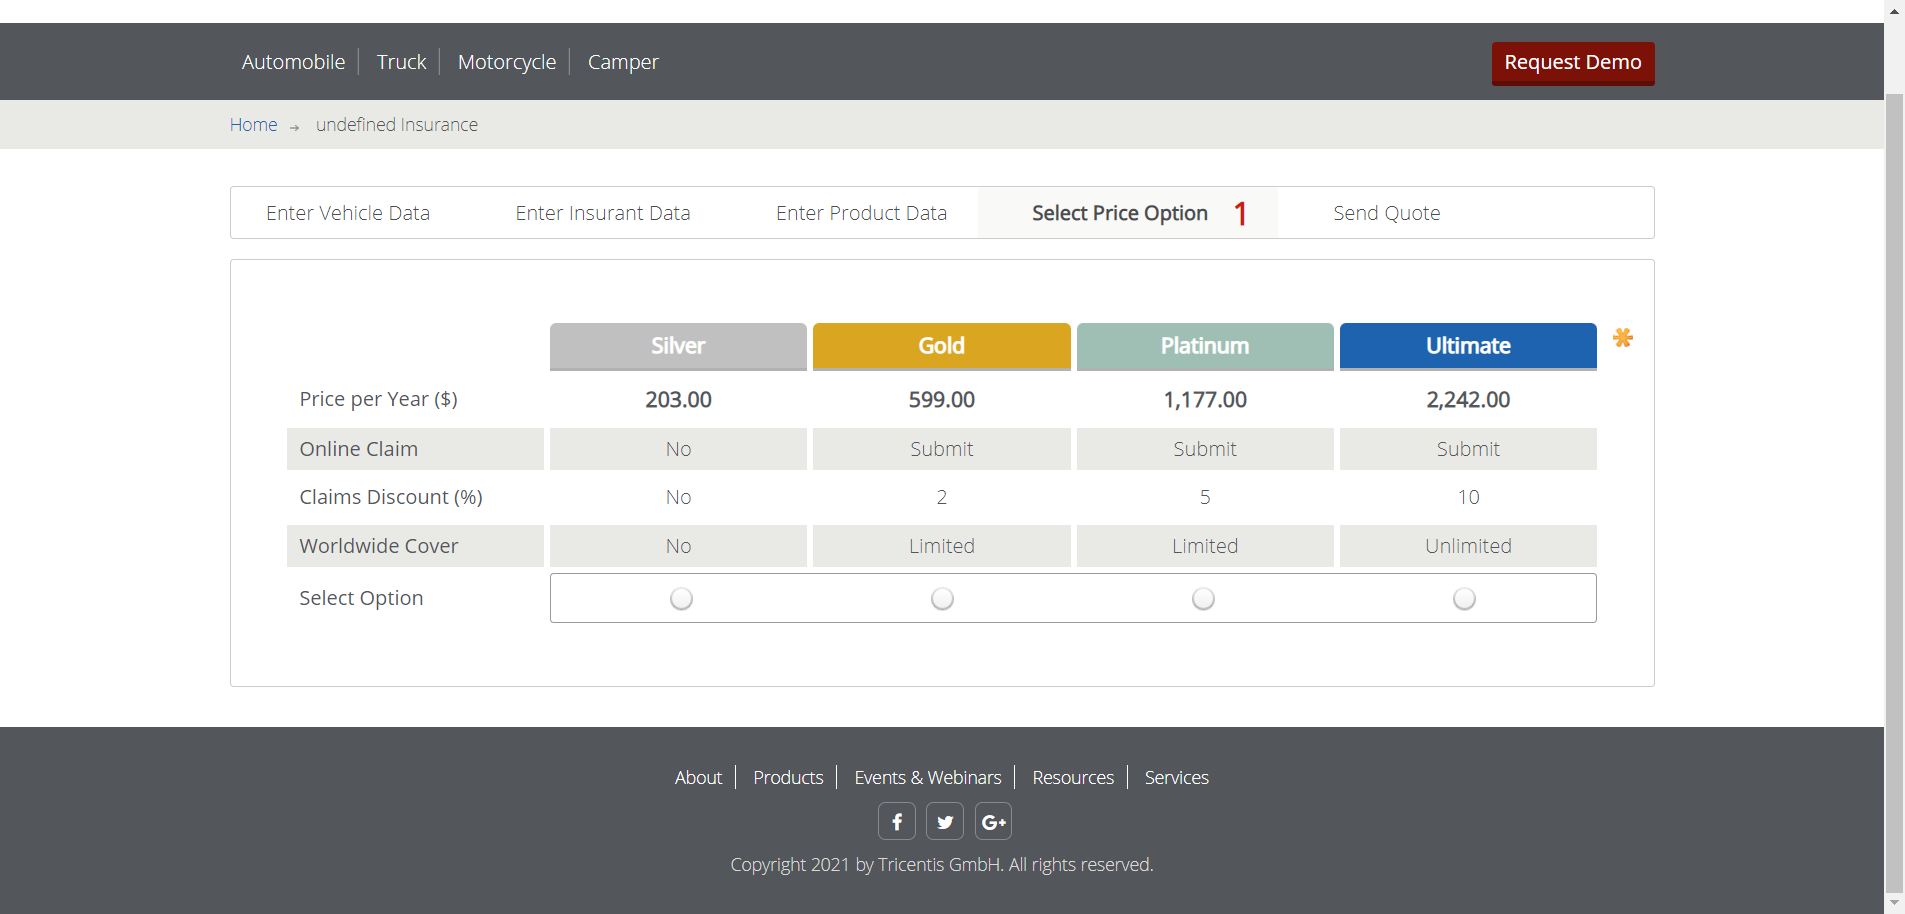 Automobile Truck Motorcycle Camper Request Demo
Home → undefined Insurance
Enter Vehicle Data Enter Insurant Data Enter Product Data Select Price Option 1 Send Quote
Silver Gold Platinum Ultimate
Price per Year ($) 203.00 599.00 1,177.00 2,242.00
Online Claim No Submit Submit Submit
Claims Discount (%) No 2 5 10
Worldwide Cover No Limited Limited Unlimited
Select Option
About Products Events & Webinars Resources Services
f G+
Copyright 2021 by Tricentis GmbH. All rights reserved.